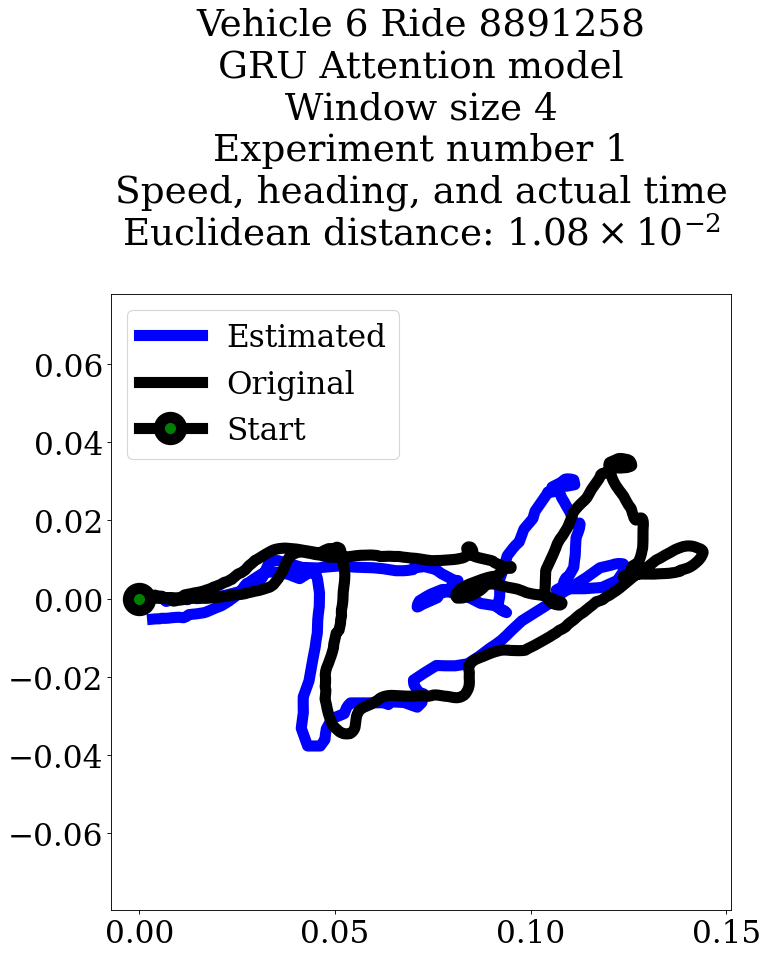 Vehicle 6 Ride 8891258
GRU Attention model
Window size 4
Experiment number 1
Speed, heading, and actual time
Euclidean distance: 1.08 × 10⁻²
Estimated
Original
Start
0.06
0.04
0.02
0.00
−0.02
−0.04
−0.06
0.00 0.05 0.10 0.15